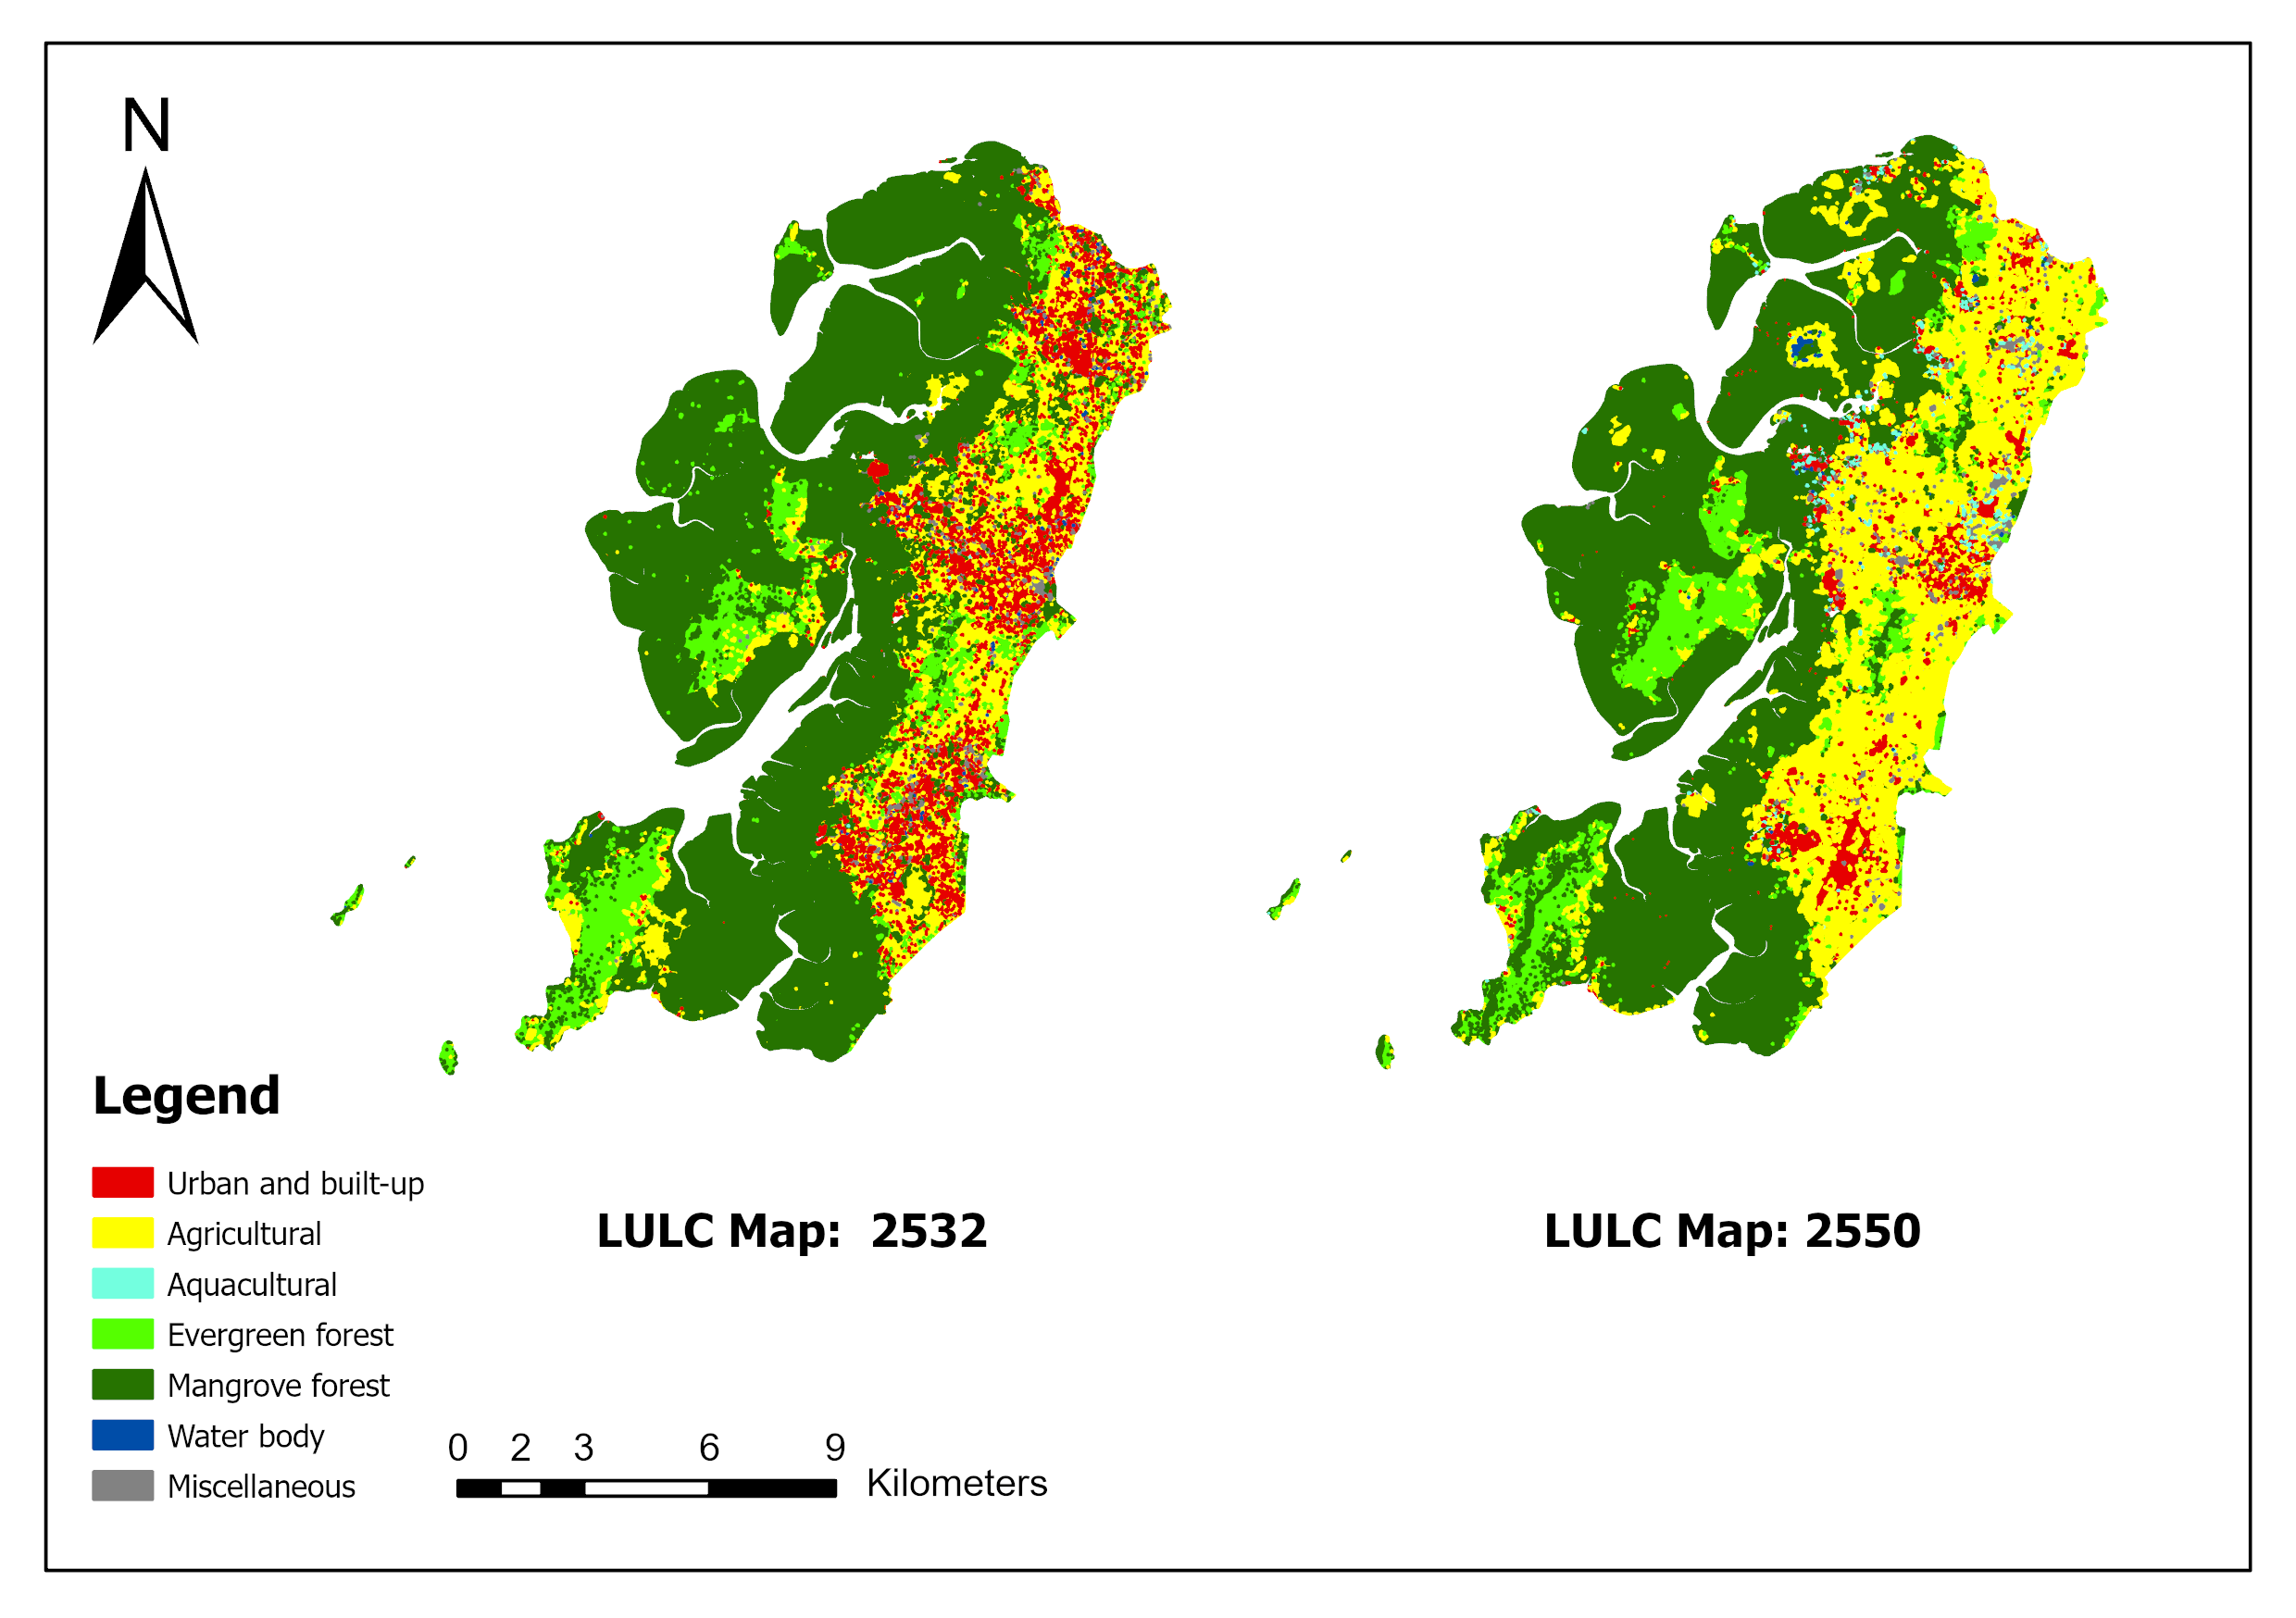 N
Legend
Urban and built-up
Agricultural
Aquacultural
Evergreen forest
Mangrove forest
Water body
Miscellaneous
LULC Map: 2532
LULC Map: 2550
0 2 3 6 9
Kilometers